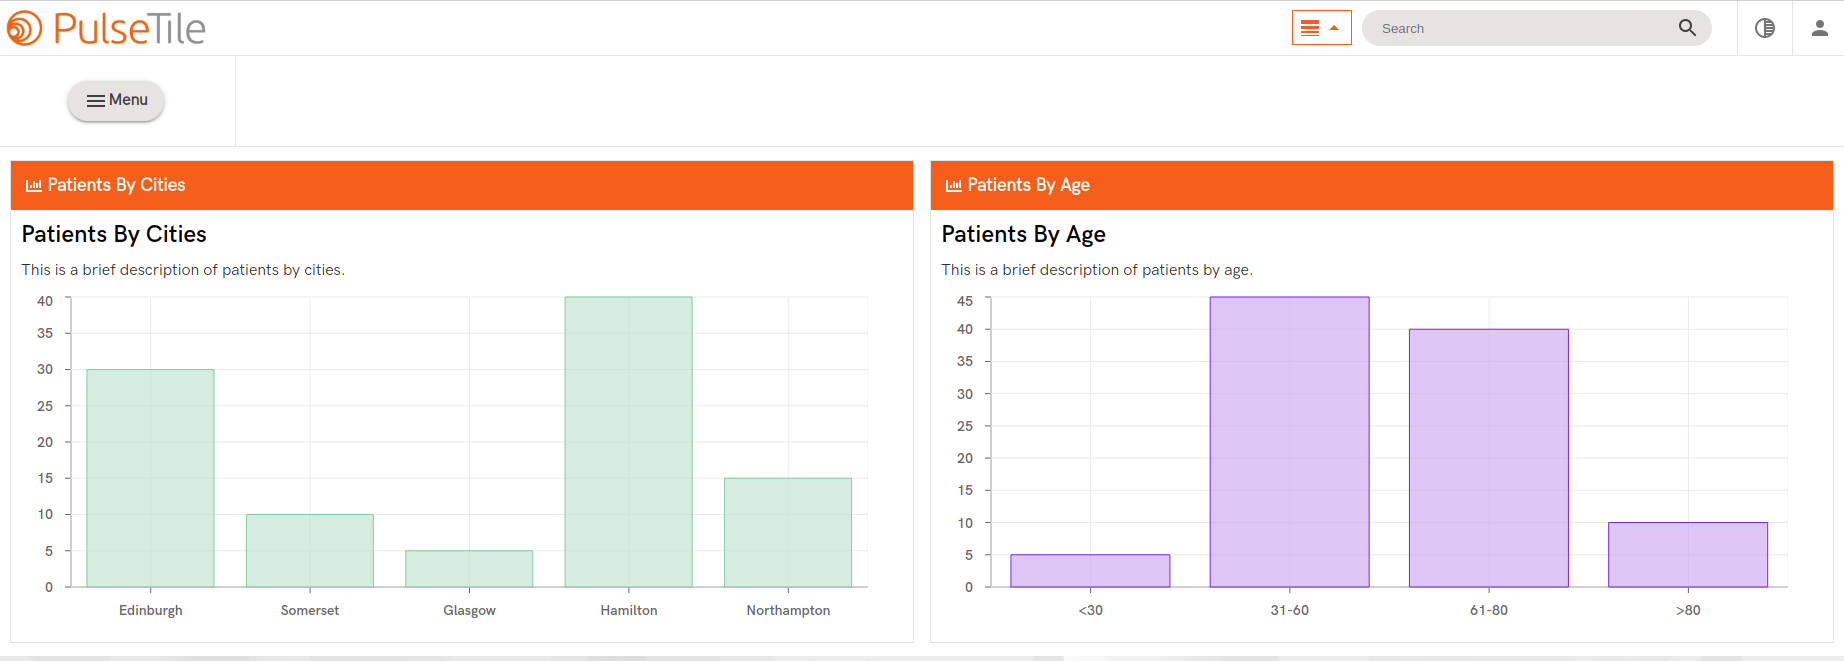 PulseTile
Search
Menu
Patients By Cities
Patients By Cities
This is a brief description of patients by cities.
40
35
30
25
20
15
10
5
0
Edinburgh Somerset Glasgow Hamilton Northampton
Patients By Age
Patients By Age
This is a brief description of patients by age.
45
40
35
30
25
20
15
10
5
0
<30 31-60 61-80 >80